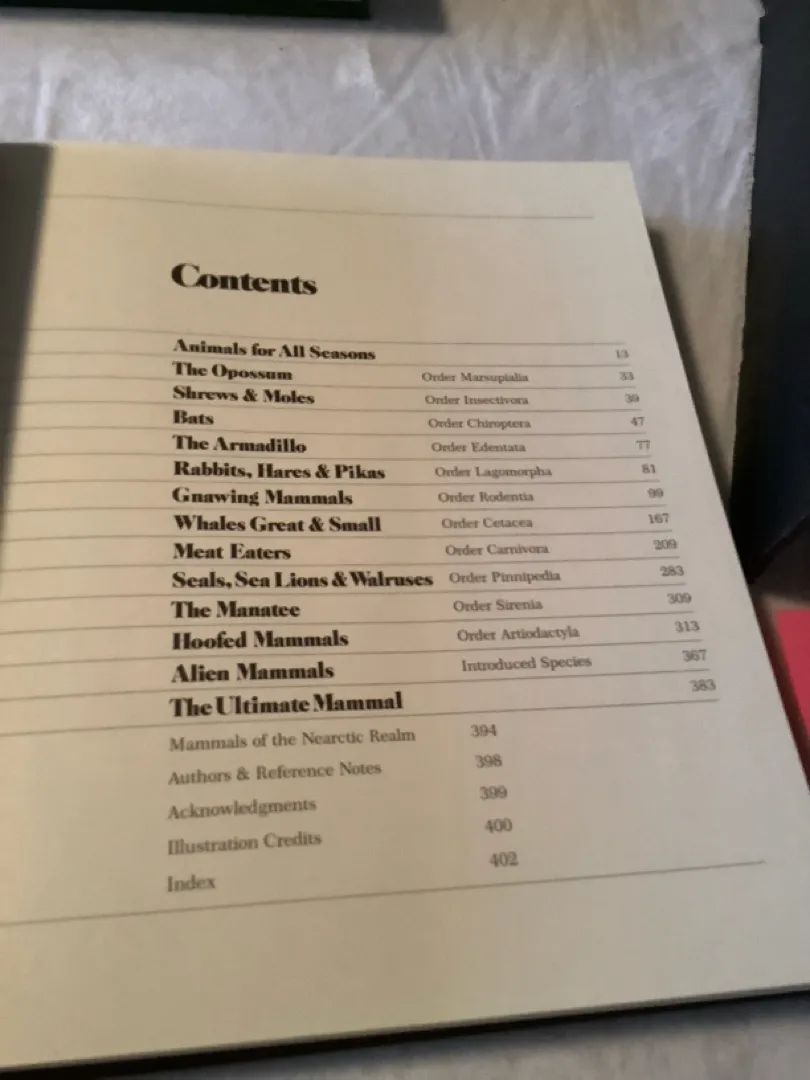 Contents
Animals for All Seasons 13
The Opossum Order Marsupialia 33
Shrews & Moles Order Insectivora 39
Bats Order Chiroptera 47
The Armadillo Order Edentata 77
Rabbits, Hares & Pikas Order Lagomorpha 81
Gnawing Mammals Order Rodentia 99
Whales Great & Small Order Cetacea 167
Meat Eaters Order Carnivora 209
Seals, Sea Lions & Walruses Order Pinnipedia 283
The Manatee Order Sirenia 309
Hoofed Mammals Order Artiodactyla 313
Alien Mammals Introduced Species 367
The Ultimate Mammal 383
Mammals of the Nearctic Realm 394
Authors & Reference Notes 398
Acknowledgments 399
Illustration Credits 400
Index 402